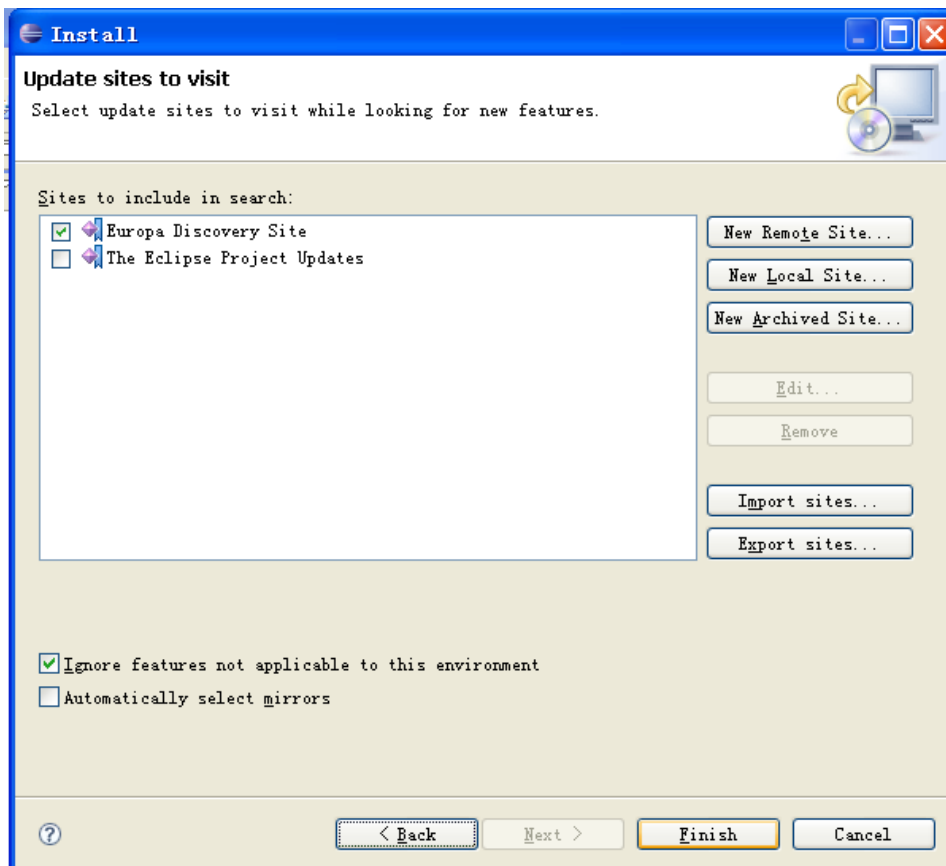 Install
Update sites to visit
Select update sites to visit while looking for new features.
Sites to include in search:
Europa Discovery Site
The Eclipse Project Updates
New Remote Site...
New Local Site...
New Archived Site...
Edit...
Remove
Import sites...
Export sites...
Ignore features not applicable to this environment
Automatically select mirrors
?
< Back
Next >
Finish
Cancel